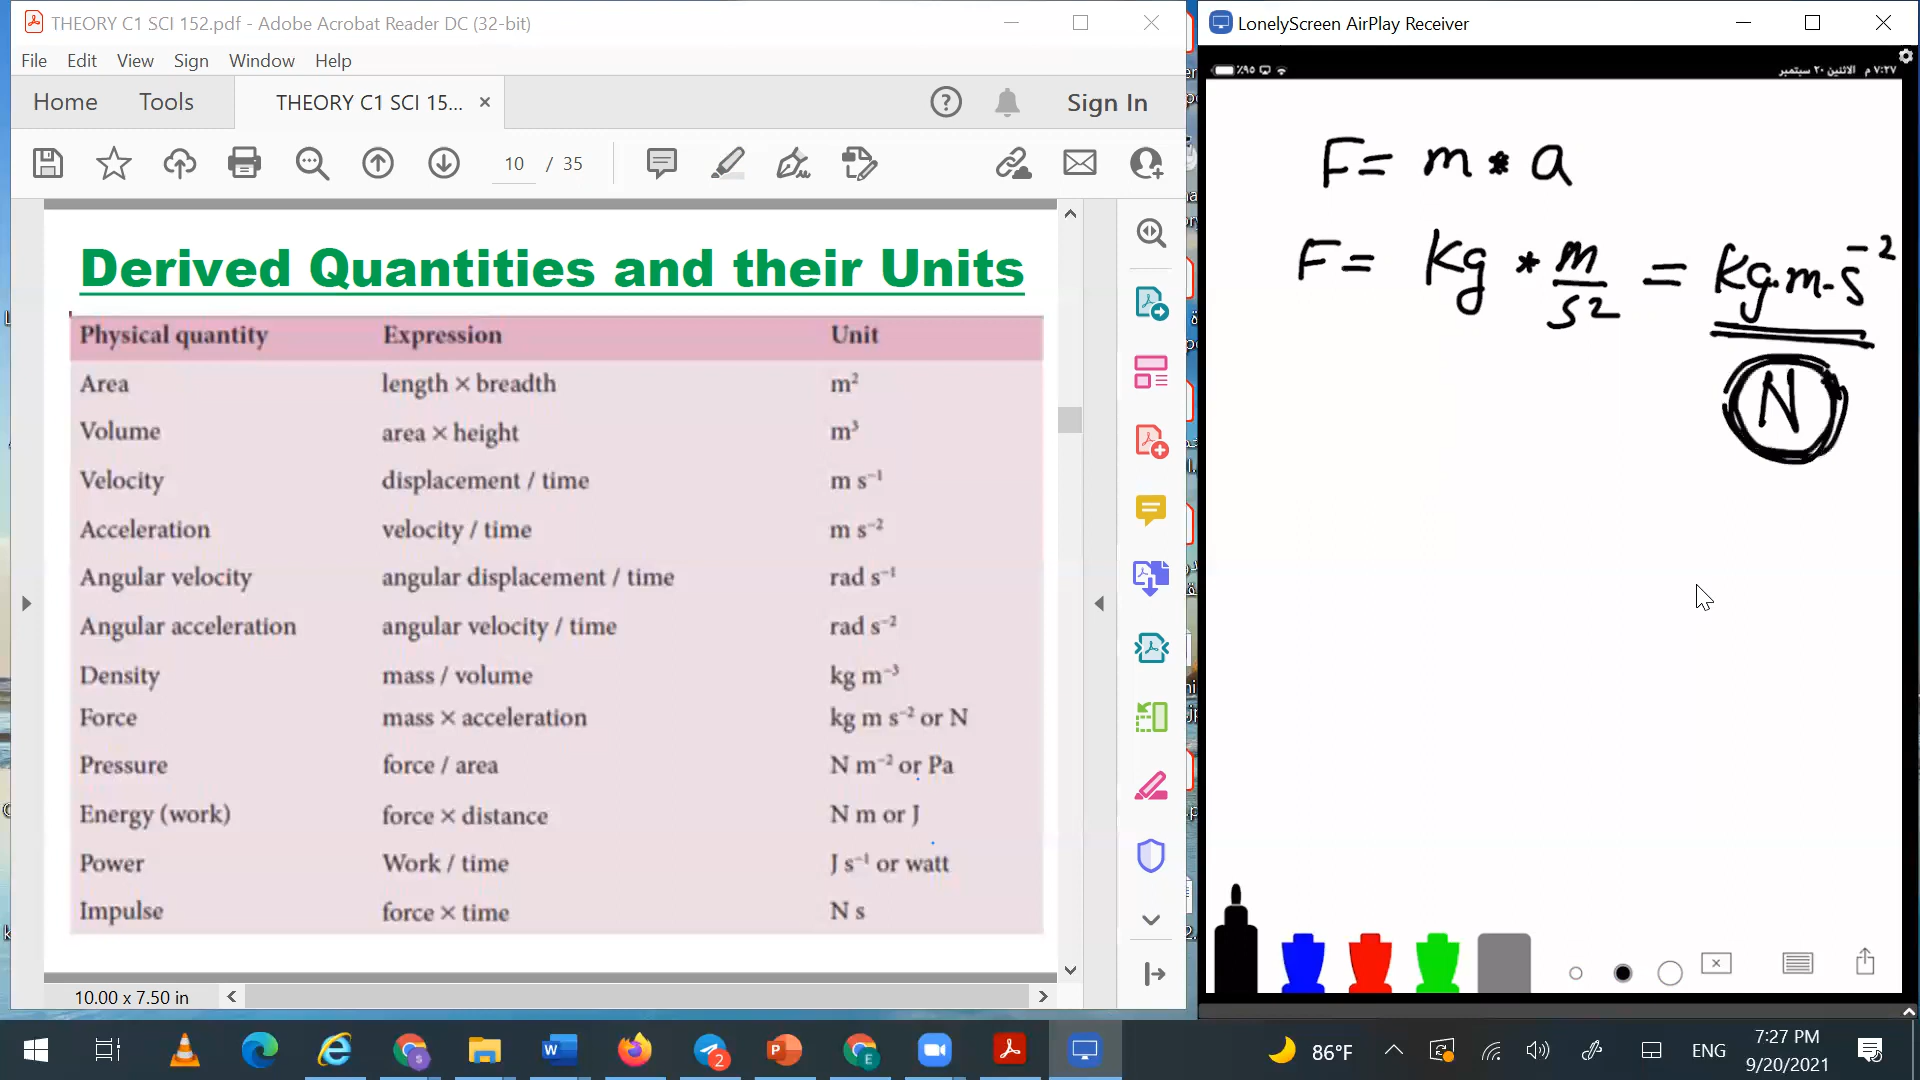 THEORY C1 SCI 152.pdf - Adobe Acrobat Reader DC (32-bit)
File Edit View Sign Window Help
Home Tools THEORY C1 SCI 15... × Sign In
10 / 35
Derived Quantities and their Units
Physical quantity Expression Unit
Area length × breadth m²
Volume area × height m³
Velocity displacement / time m s⁻¹
Acceleration velocity / time m s⁻²
Angular velocity angular displacement / time rad s⁻¹
Angular acceleration angular velocity / time rad s⁻²
Density mass / volume kg m⁻³
Force mass × acceleration kg m s⁻² or N
Pressure force / area N m⁻² or Pa
Energy (work) force × distance N m or J
Power Work / time J s⁻¹ or watt
Impulse force × time N s
10.00 x 7.50 in
LonelyScreen AirPlay Receiver
٧:٢٧ م الاثنين ٢٠ سبتمبر
٪٩٥
F = m * a
F = Kg * m/s² = Kg.m.s⁻²
N
86°F ENG 7:27 PM
9/20/2021